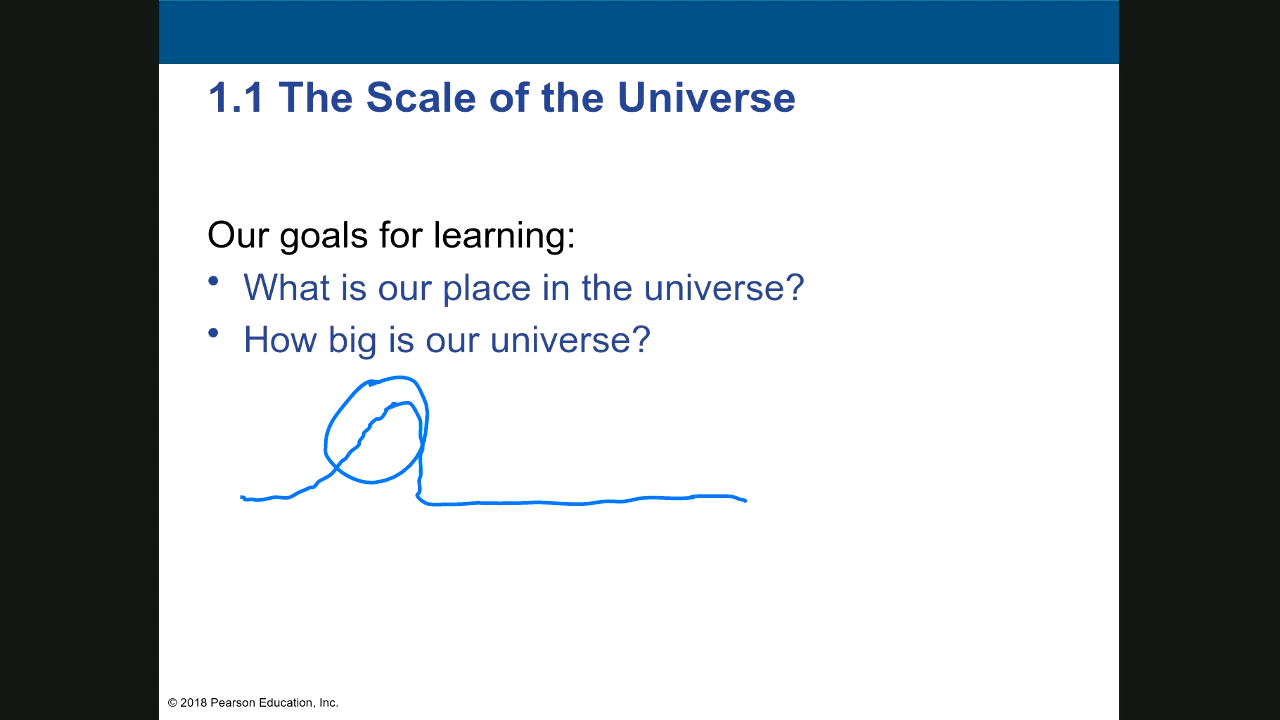 1.1 The Scale of the Universe
Our goals for learning:
• What is our place in the universe?
• How big is our universe?
© 2018 Pearson Education, Inc.